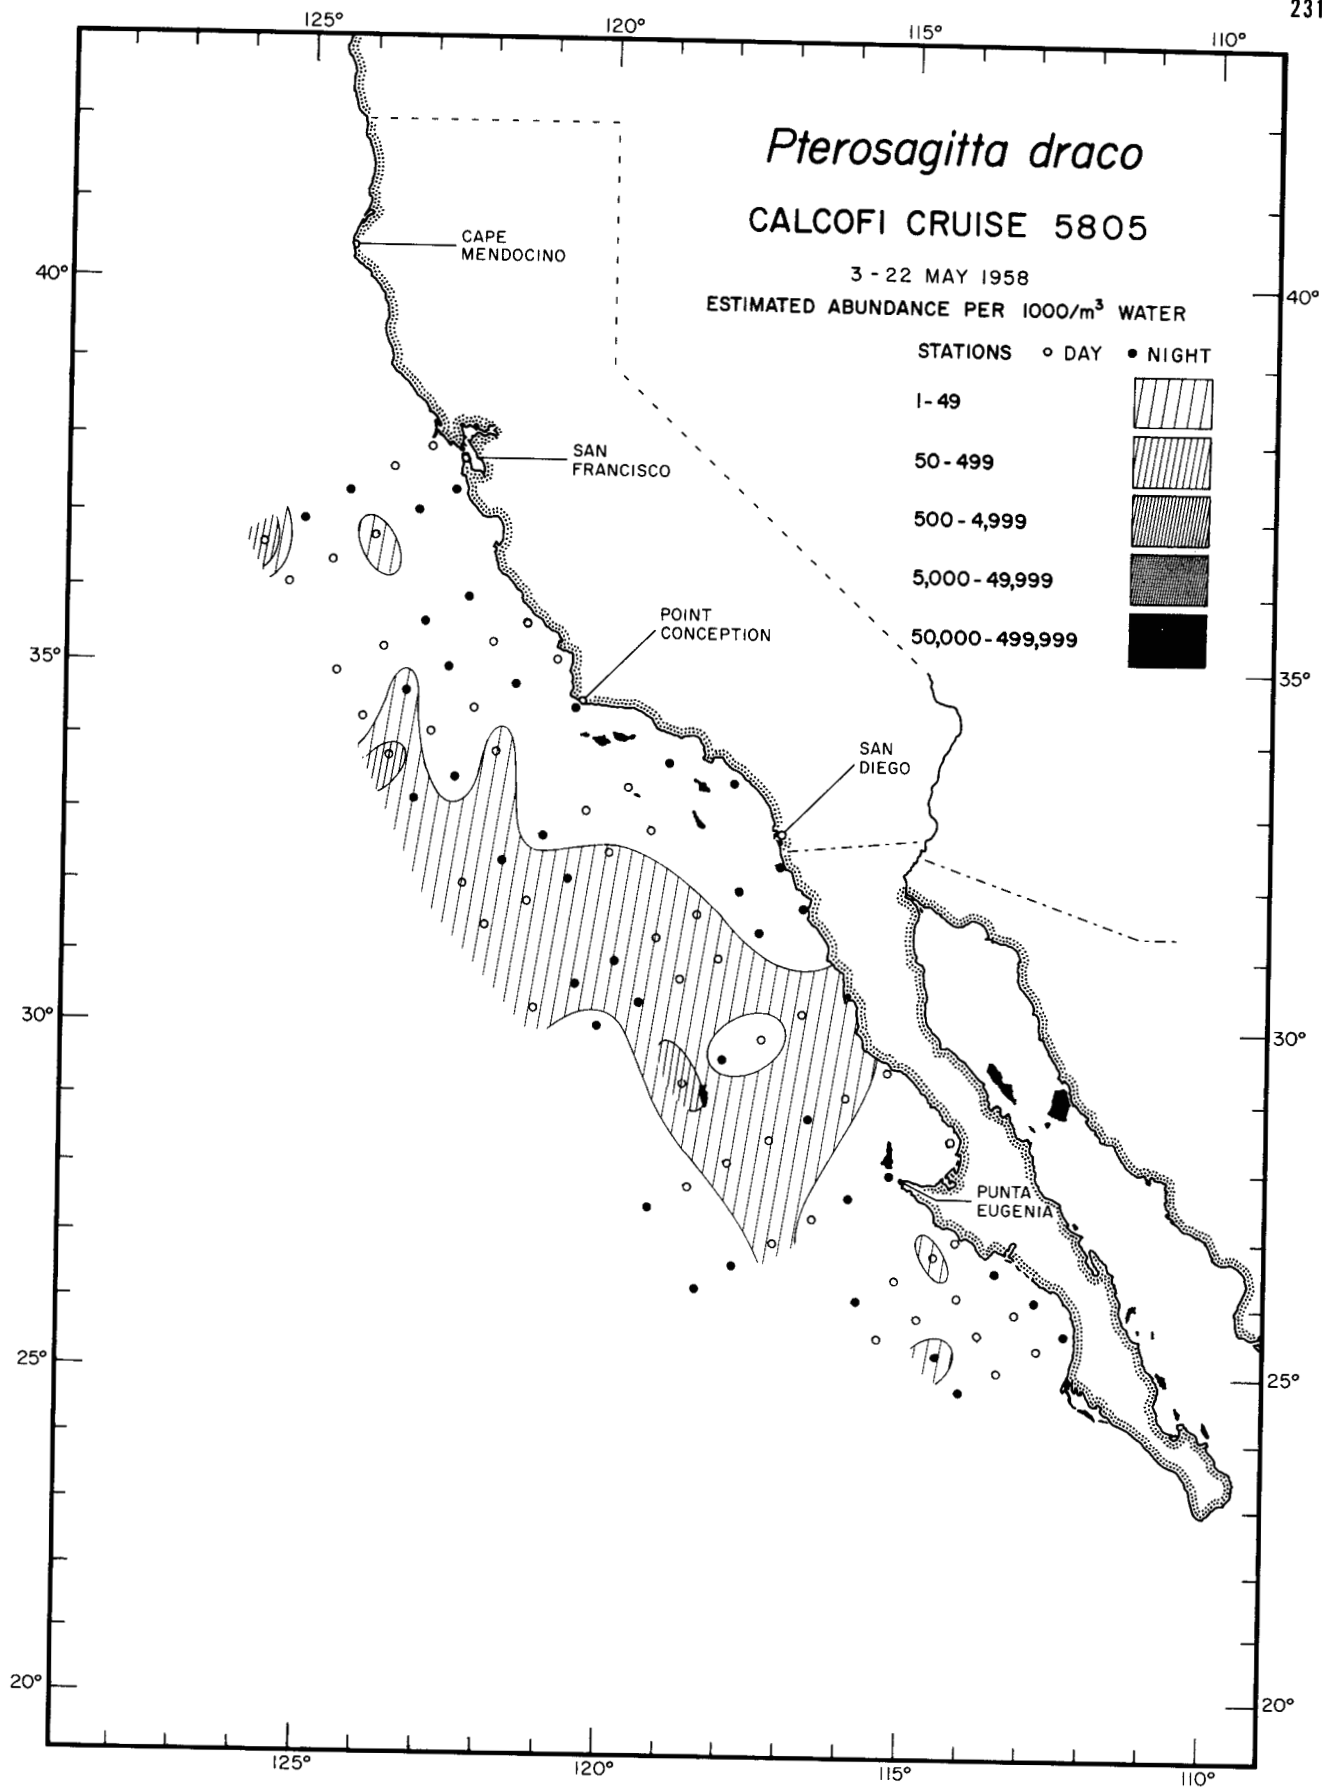 231
125°
120°
115°
110°
Pterosagitta draco
CALCOFI CRUISE 5805
3-22 MAY 1958
ESTIMATED ABUNDANCE PER 1000/m³ WATER
STATIONS ○ DAY ● NIGHT
1-49
50-499
500-4,999
5,000-49,999
50,000-499,999
CAPE
MENDOCINO
40°
40°
SAN
FRANCISCO
POINT
CONCEPTION
35°
35°
SAN
DIEGO
30°
30°
PUNTA
EUGENIA
25°
25°
20°
20°
125°
120°
115°
110°